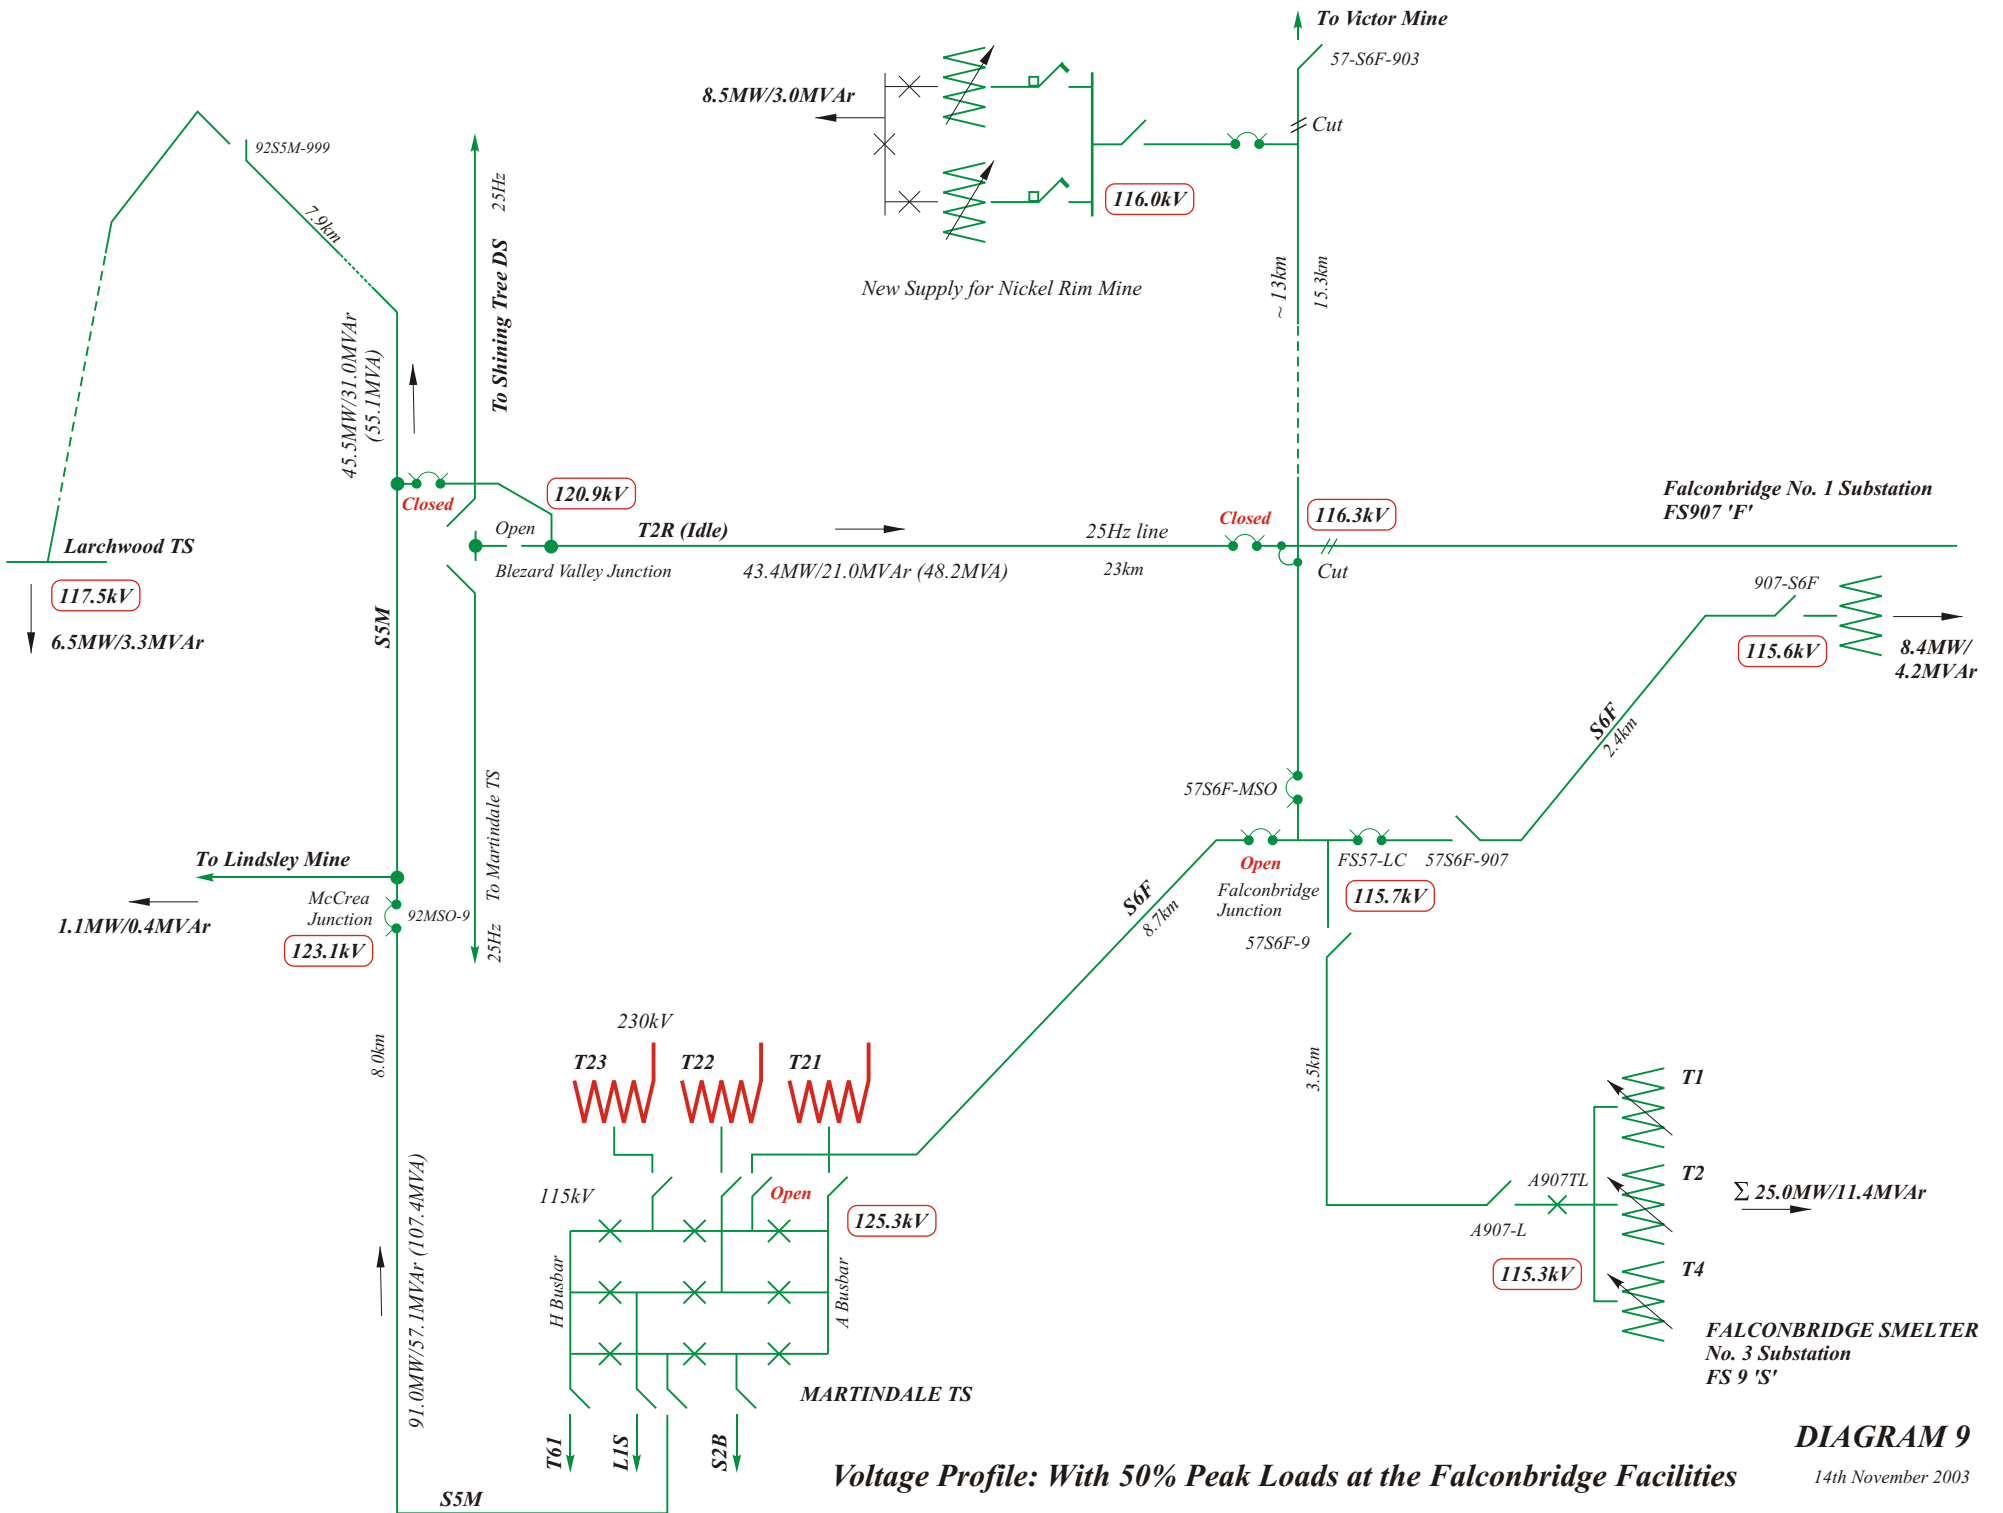 To Victor Mine
57-S6F-903
8.5MW/3.0MVAr
Cut
92S5M-999
25Hz
116.0kV
7.9km
To Shining Tree DS
New Supply for Nickel Rim Mine
~ 13km
15.3km
45.5MW/31.0MVAr
(55.1MVA)
Closed
120.9kV
Open
T2R (Idle)
25Hz line
Closed
116.3kV
Falconbridge No. 1 Substation
FS907 'F'
Larchwood TS
Blezard Valley Junction
43.4MW/21.0MVAr (48.2MVA)
23km
Cut
117.5kV
6.5MW/3.3MVAr
S5M
907-S6F
115.6kV
8.4MW/
4.2MVAr
S6F
2.4km
57S6F-MSO
To Martindale TS
25Hz
To Lindsley Mine
McCrea
Junction
92MSO-9
1.1MW/0.4MVAr
123.1kV
Open
FS57-LC
57S6F-907
Falconbridge
Junction
115.7kV
S6F
8.7km
57S6F-9
8.0km
230kV
T23
T22
T21
3.5km
T1
115kV
Open
125.3kV
A907TL
T2
Σ 25.0MW/11.4MVAr
A907-L
91.0MW/57.1MVAr (107.4MVA)
H Busbar
A Busbar
115.3kV
T4
FALCONBRIDGE SMELTER
No. 3 Substation
FS 9 'S'
MARTINDALE TS
T61
L1S
S2B
S5M
DIAGRAM 9
Voltage Profile: With 50% Peak Loads at the Falconbridge Facilities
14th November 2003